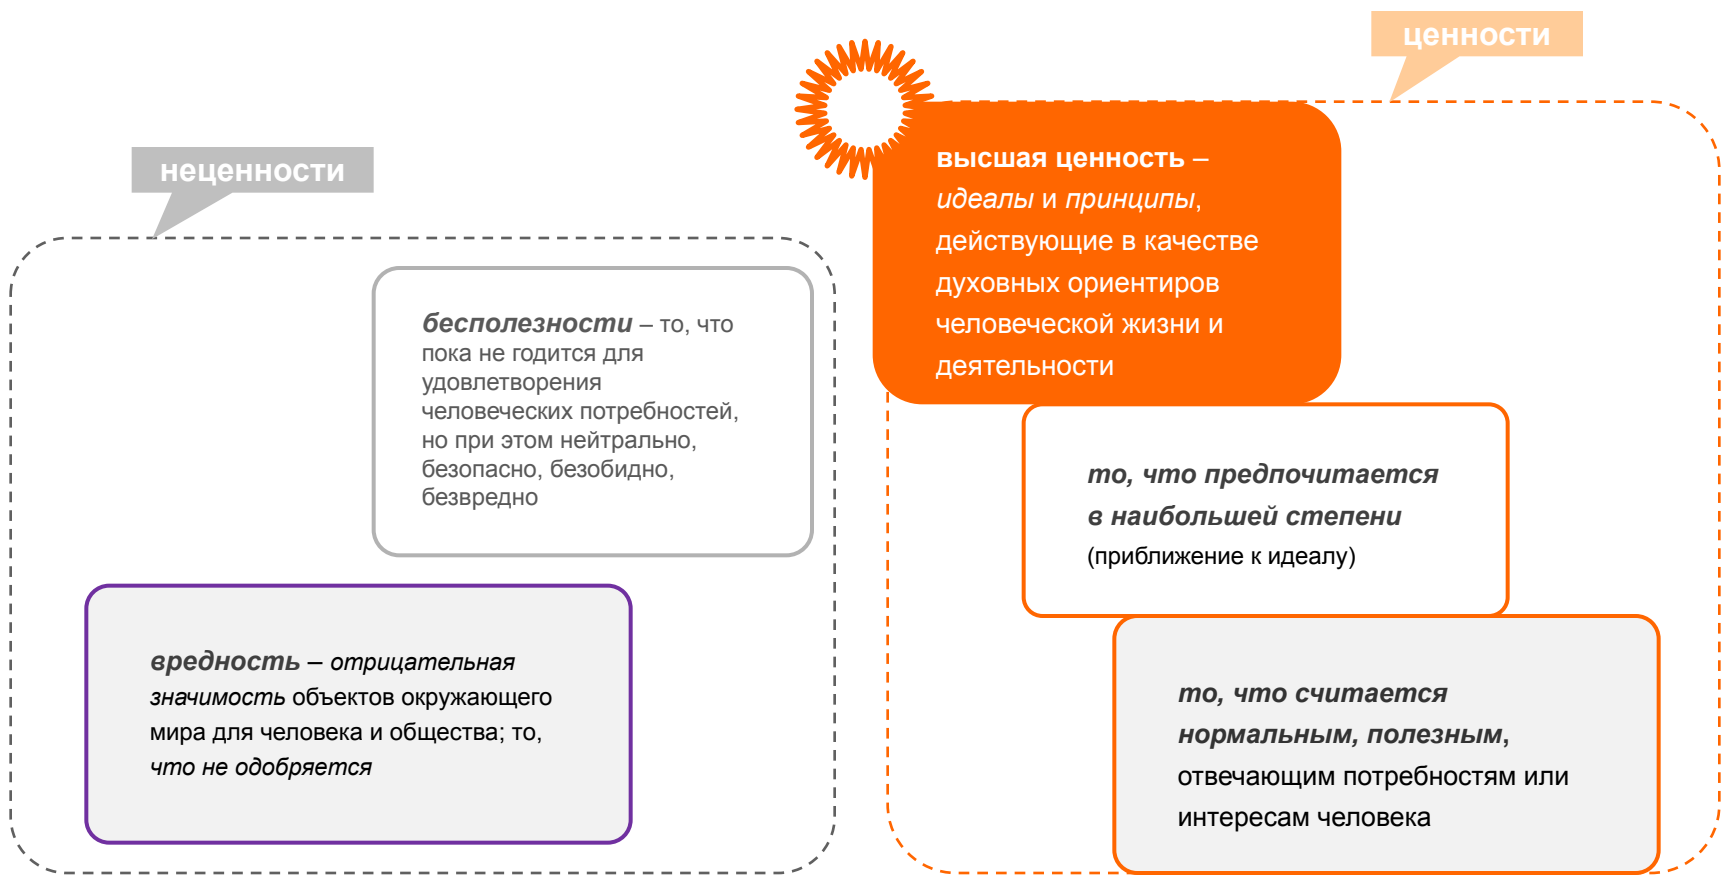 неценности
бесполезности – то, что
пока не годится для
удовлетворения
человеческих потребностей,
но при этом нейтрально,
безопасно, безобидно,
безвредно
вредность – отрицательная
значимость объектов окружающего
мира для человека и общества; то,
что не одобряется
ценности
высшая ценность –
идеалы и принципы,
действующие в качестве
духовных ориентиров
человеческой жизни и
деятельности
то, что предпочитается
в наибольшей степени
(приближение к идеалу)
то, что считается
нормальным, полезным,
отвечающим потребностям или
интересам человека